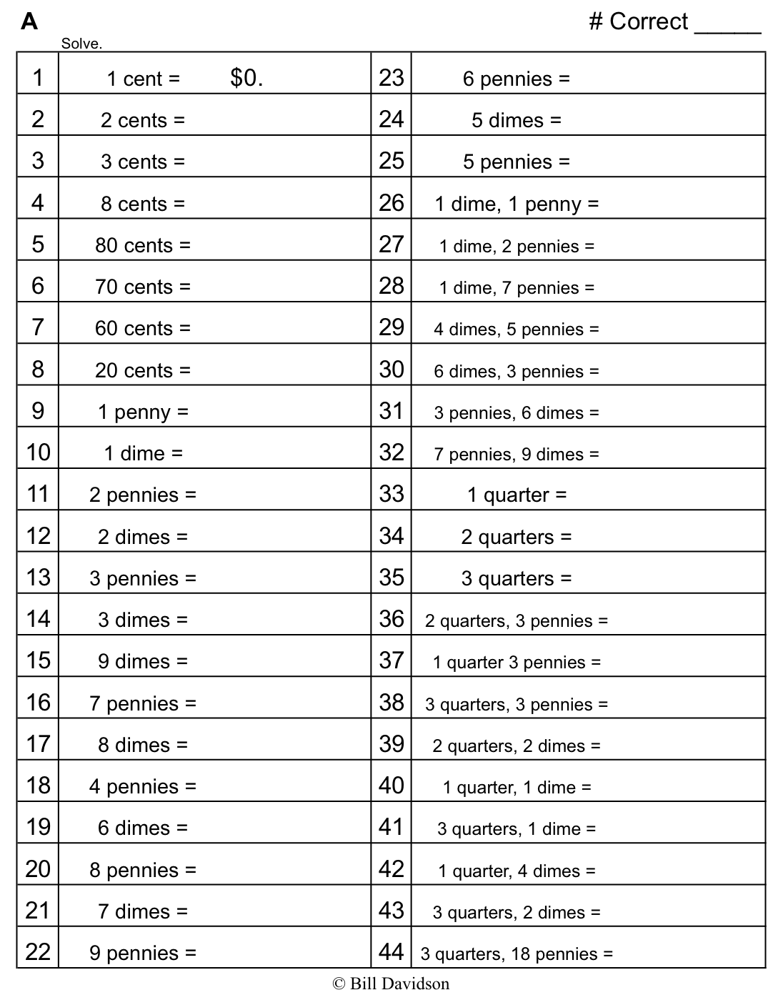 A
# Correct _____
Solve.
1 1 cent = $0.
2 2 cents =
3 3 cents =
4 8 cents =
5 80 cents =
6 70 cents =
7 60 cents =
8 20 cents =
9 1 penny =
10 1 dime =
11 2 pennies =
12 2 dimes =
13 3 pennies =
14 3 dimes =
15 9 dimes =
16 7 pennies =
17 8 dimes =
18 4 pennies =
19 6 dimes =
20 8 pennies =
21 7 dimes =
22 9 pennies =
23 6 pennies =
24 5 dimes =
25 5 pennies =
26 1 dime, 1 penny =
27 1 dime, 2 pennies =
28 1 dime, 7 pennies =
29 4 dimes, 5 pennies =
30 6 dimes, 3 pennies =
31 3 pennies, 6 dimes =
32 7 pennies, 9 dimes =
33 1 quarter =
34 2 quarters =
35 3 quarters =
36 2 quarters, 3 pennies =
37 1 quarter 3 pennies =
38 3 quarters, 3 pennies =
39 2 quarters, 2 dimes =
40 1 quarter, 1 dime =
41 3 quarters, 1 dime =
42 1 quarter, 4 dimes =
43 3 quarters, 2 dimes =
44 3 quarters, 18 pennies =
© Bill Davidson